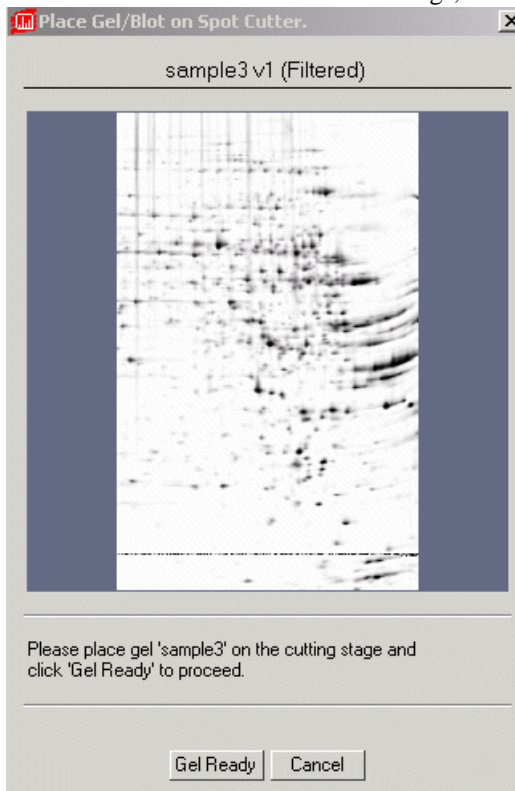 Place Gel/Blot on Spot Cutter.
sample3 v1 (Filtered)
Please place gel 'sample3' on the cutting stage and
click 'Gel Ready' to proceed.
Gel Ready Cancel